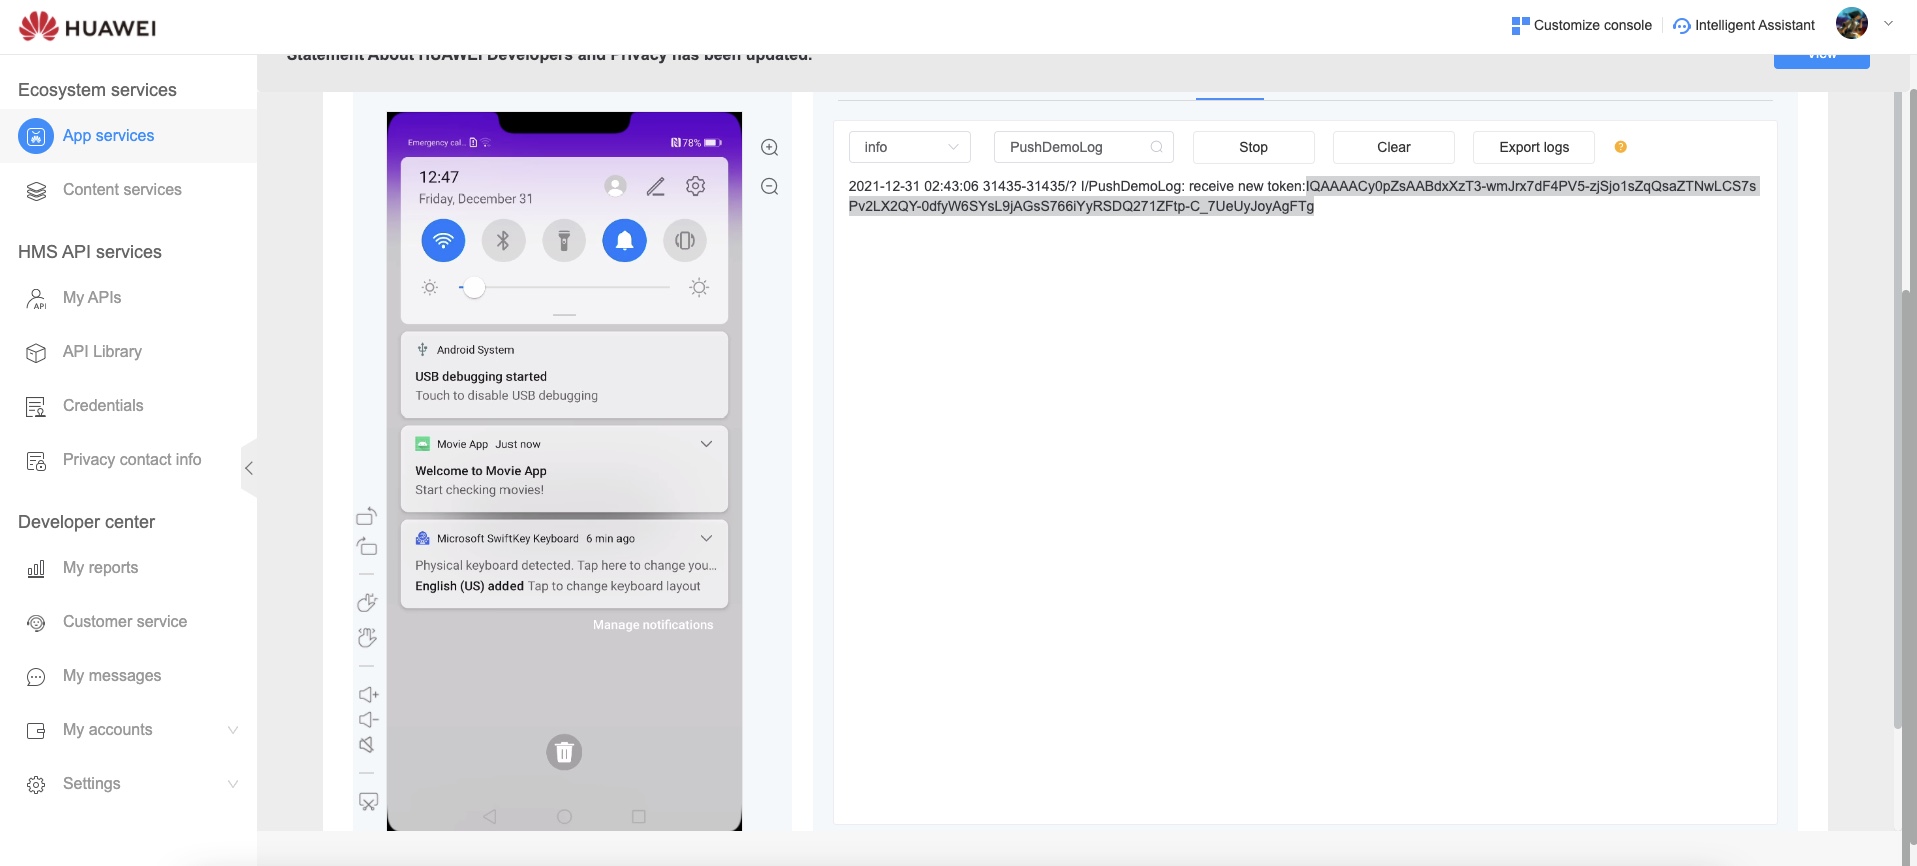 HUAWEI
Customize console
Intelligent Assistant
Statement About HUAWEI Developers and Privacy has been updated.
View
Ecosystem services
App services
Content services
HMS API services
My APIs
API Library
Credentials
Privacy contact info
Developer center
My reports
Customer service
My messages
My accounts
Settings
Emergency cal...
78%
12:47
Friday, December 31
Android System
USB debugging started
Touch to disable USB debugging
Movie App Just now
Welcome to Movie App
Start checking movies!
Microsoft SwiftKey Keyboard 6 min ago
Physical keyboard detected. Tap here to change you...
English (US) added Tap to change keyboard layout
Manage notifications
info
PushDemoLog
Stop
Clear
Export logs
2021-12-31 02:43:06 31435-31435/? I/PushDemoLog: receive new token:IQAAAACy0pZsAABdxXzT3-wmJrx7dF4PV5-zjSjo1sZqQsaZTNwLCS7s
Pv2LX2QY-0dfyW6SYsL9jAGsS766iYyRSDQ271ZFtp-C_7UeUyJoyAgFTg